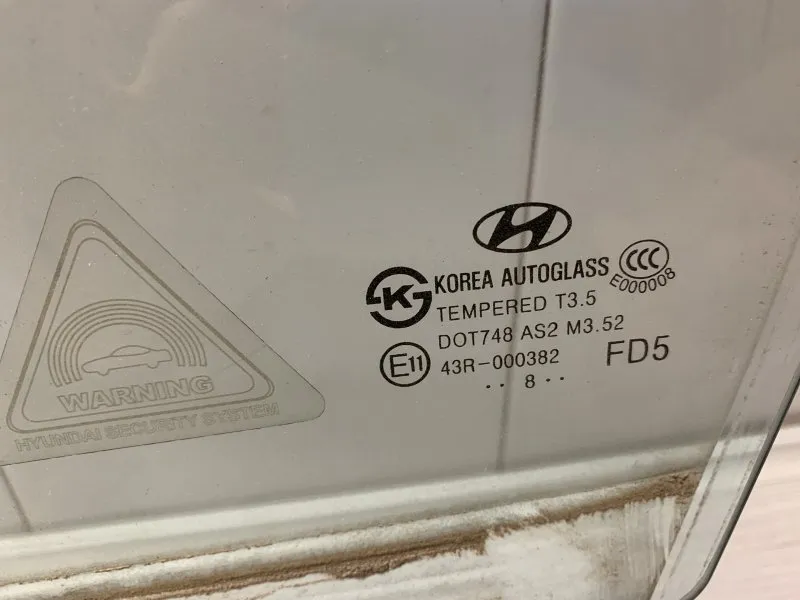 KOREA AUTOGLASS
CCC
E000008
K
TEMPERED T3.5
DOT748 AS2 M3.52
E11
43R-000382
FD5
.. 8 ..
WARNING
HYUNDAI SECURITY SYSTEM